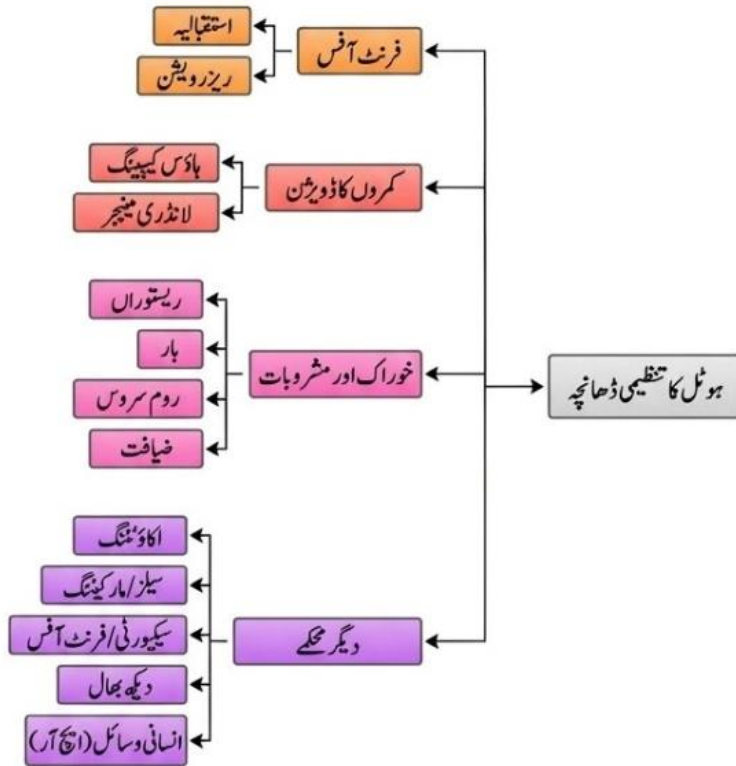 ہوٹل کا تنظیمی ڈھانچہ
فرنٹ آفس
استقبالیہ
ریزرویشن
کمروں کا ڈویژن
ہاؤس کیپینگ
لانڈری مینیجر
خوراک اور مشروبات
ریستوراں
بار
روم سروس
ضیافت
دیگر محکمے
اکاؤنٹنگ
سیلز/مارکیٹنگ
سیکیورٹی/فرنٹ آفس
دیکھ بھال
انسانی وسائل (ایچ آر)